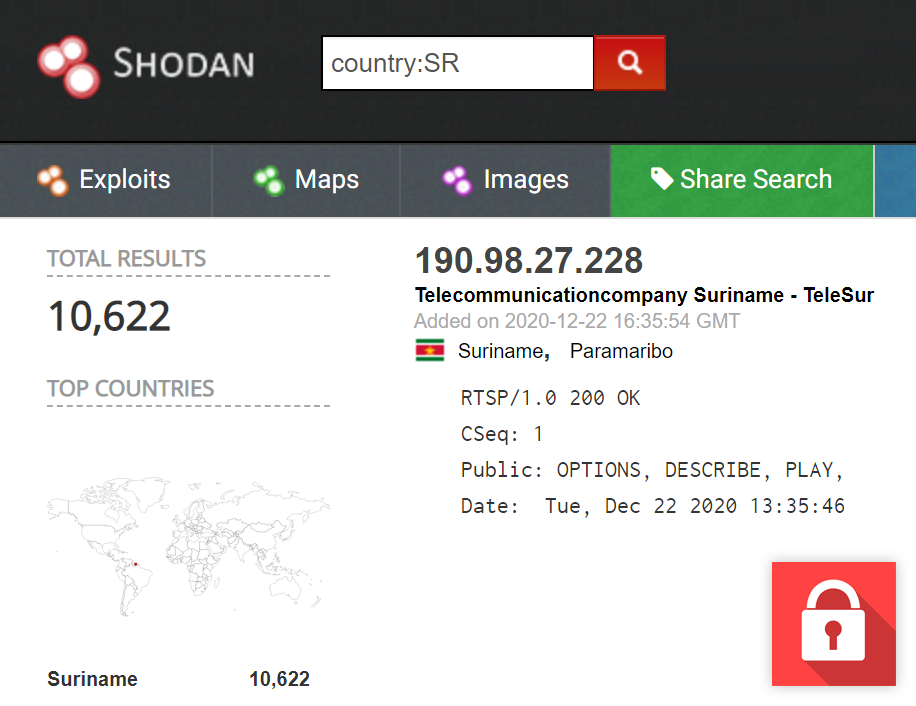 SHODAN
country:SR
Exploits
Maps
Images
Share Search
TOTAL RESULTS
10,622
TOP COUNTRIES
Suriname 10,622
190.98.27.228
Telecommunicationcompany Suriname - TeleSur
Added on 2020-12-22 16:35:54 GMT
Suriname, Paramaribo
RTSP/1.0 200 OK
CSeq: 1
Public: OPTIONS, DESCRIBE, PLAY,
Date: Tue, Dec 22 2020 13:35:46